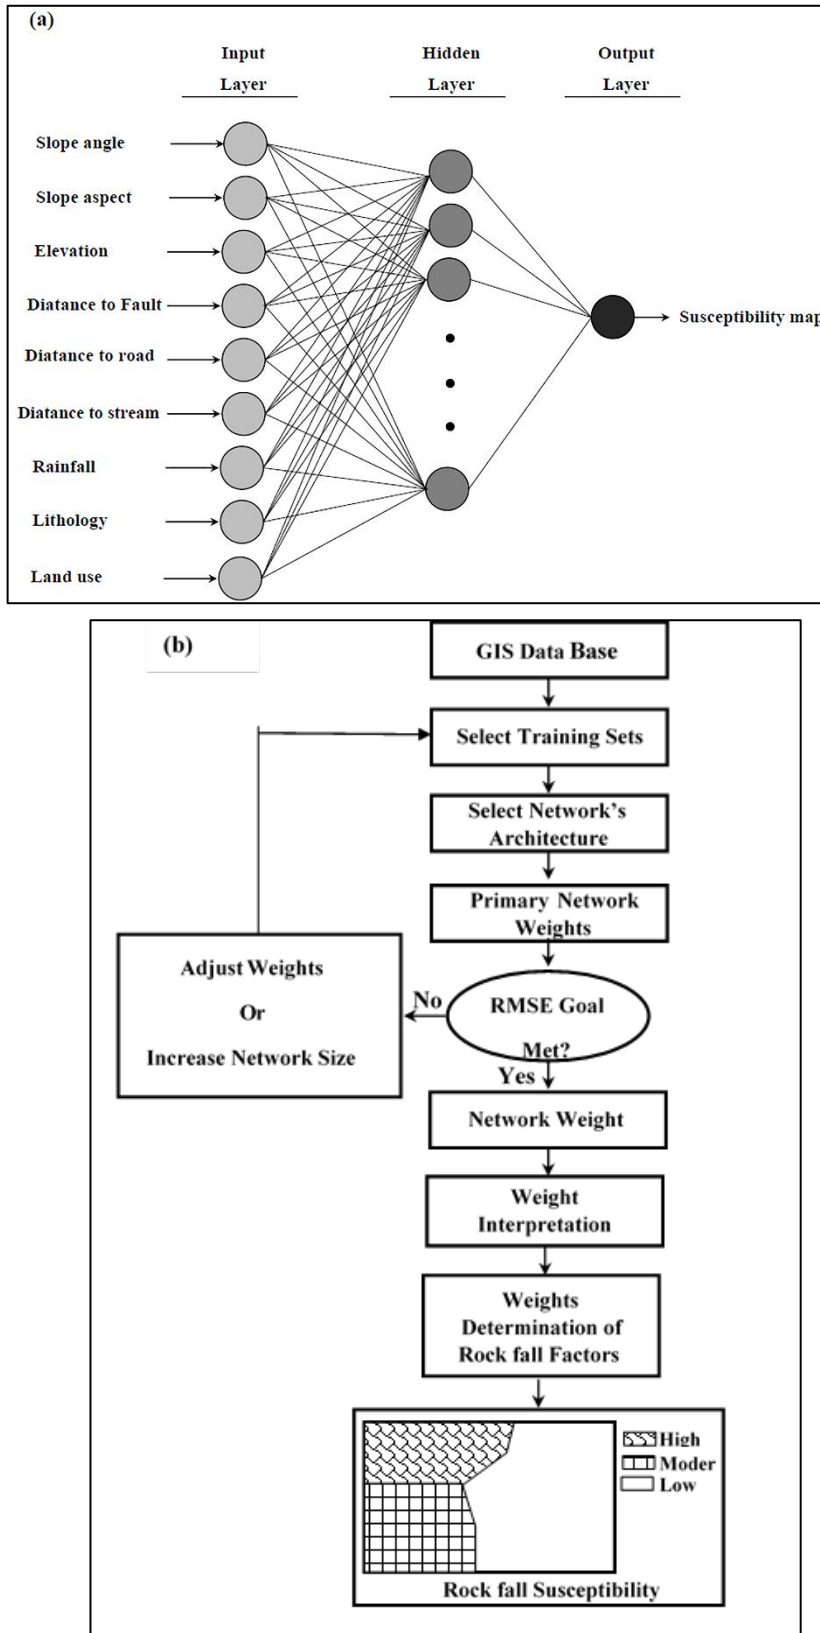 (a)
Input
Layer
Hidden
Layer
Output
Layer
Slope angle
Slope aspect
Elevation
Diatance to Fault
Diatance to road
Diatance to stream
Rainfall
Lithology
Land use
Susceptibility map
(b)
GIS Data Base
Select Training Sets
Select Network's
Architecture
Primary Network
Weights
Adjust Weights
Or
Increase Network Size
No
RMSE Goal
Met?
Yes
Network Weight
Weight
Interpretation
Weights
Determination of
Rock fall Factors
High
Moder
Low
Rock fall Susceptibility